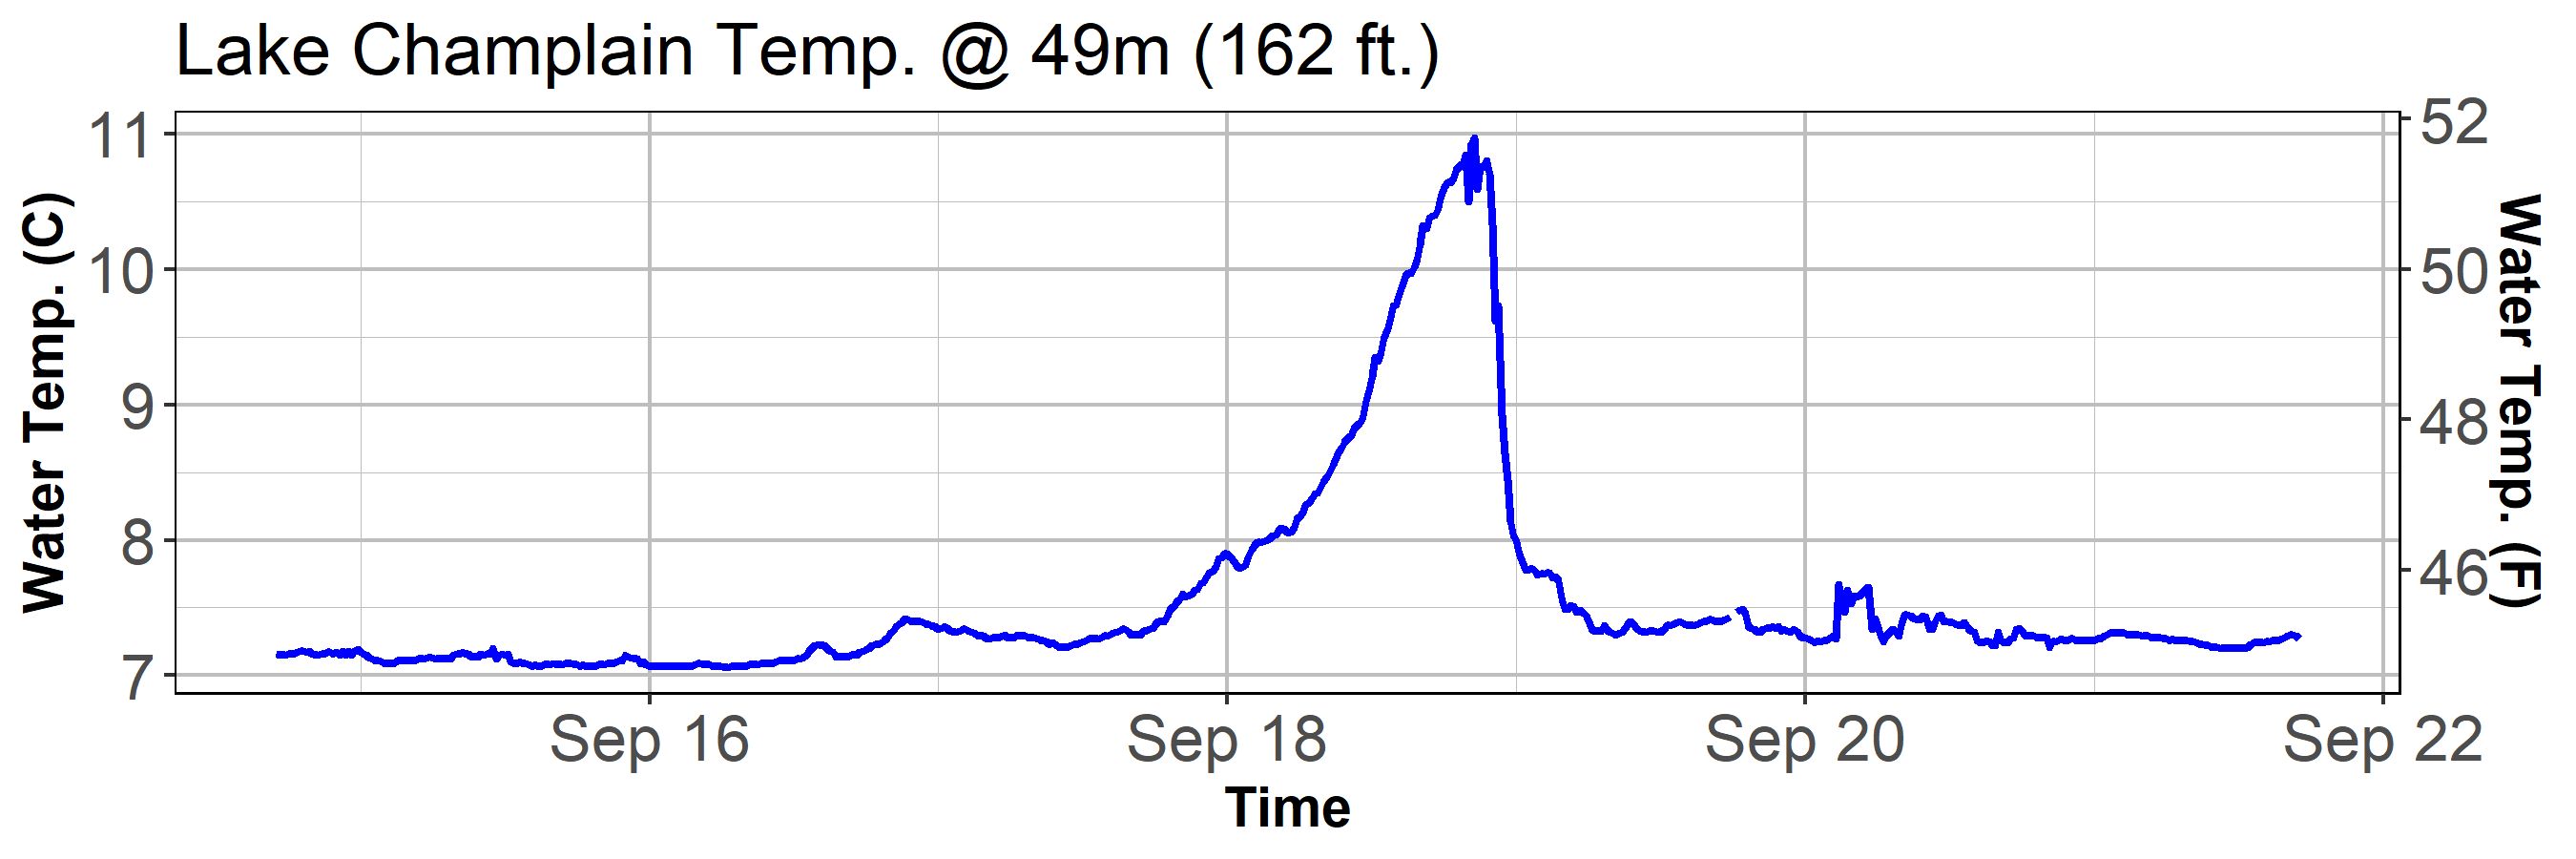 Lake Champlain Temp. @ 49m (162 ft.)
Water Temp. (C)
11
10
9
8
7
52
50
48
46
Water Temp. (F)
Sep 16
Sep 18
Sep 20
Sep 22
Time